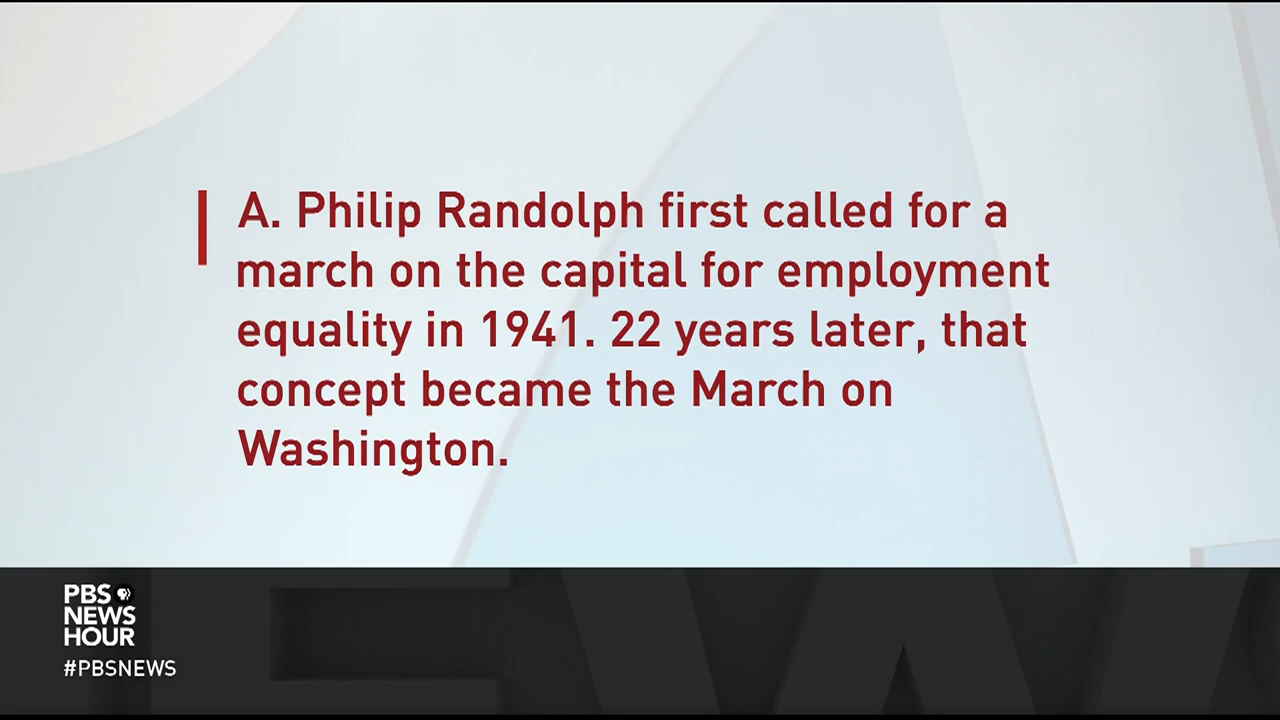 A. Philip Randolph first called for a
march on the capital for employment
equality in 1941. 22 years later, that
concept became the March on
Washington.
PBS
NEWS
HOUR
#PBSNEWS